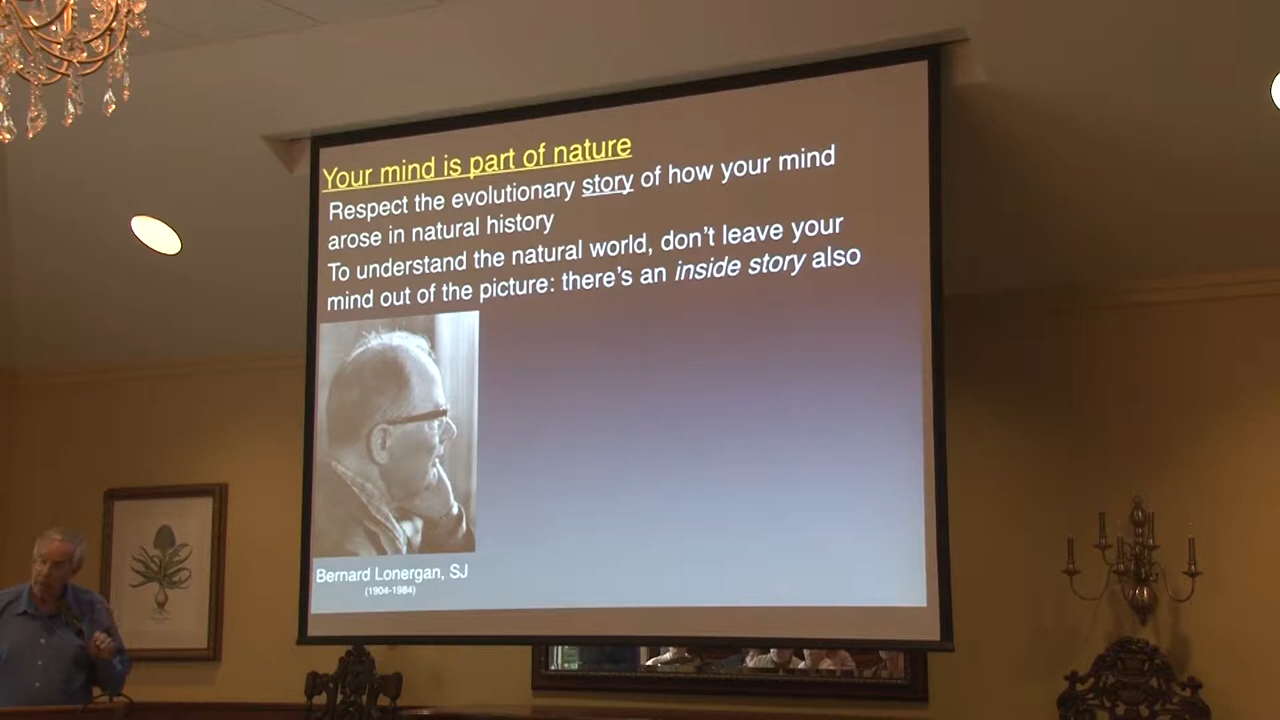 Your mind is part of nature
Respect the evolutionary story of how your mind
arose in natural history
To understand the natural world, don't leave your
mind out of the picture: there's an inside story also
Bernard Lonergan, SJ
(1904-1984)